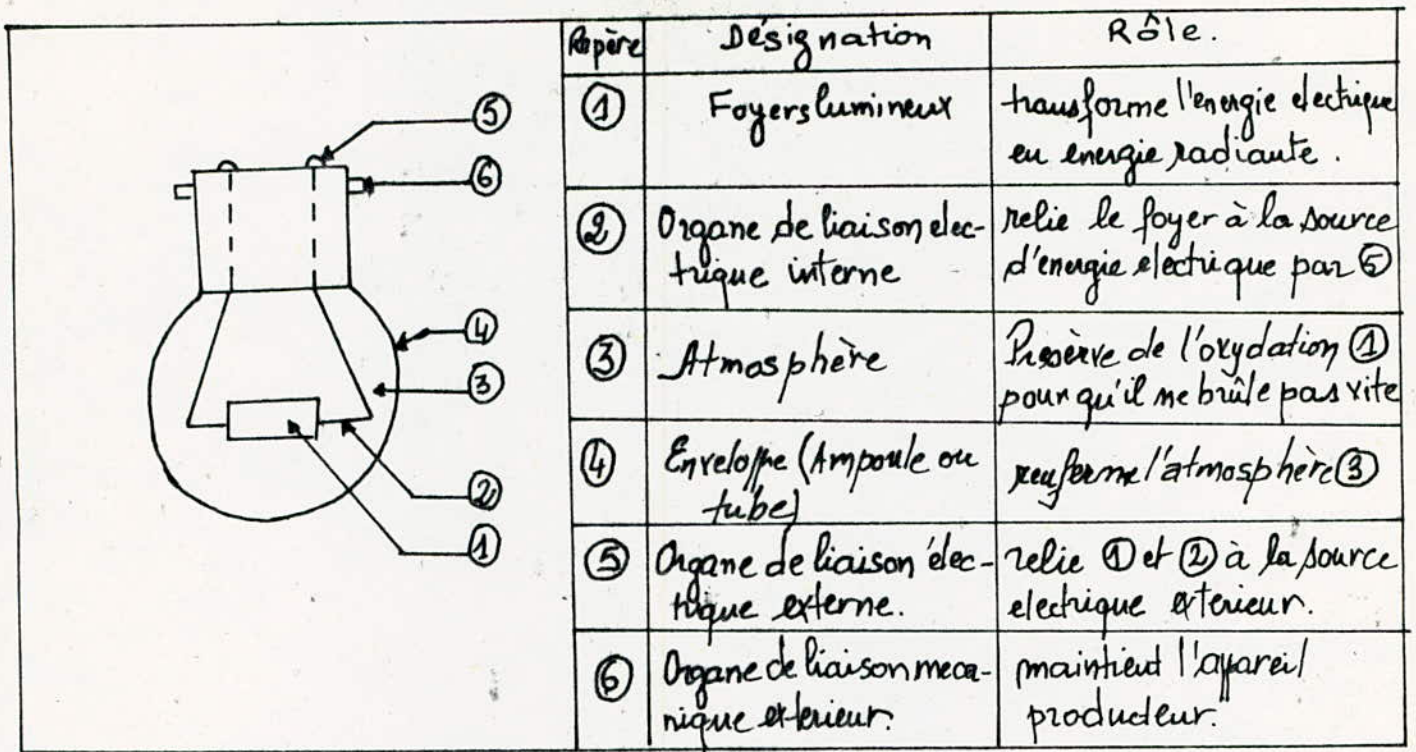 Repère Désignation Rôle.
① Foyers lumineux transforme l'energie electrique
en energie radiante.
② Organe de liaison elec- relie le foyer à la source
trique interne d'energie electrique par ⑤
③ Atmosphère Preserve de l'oxydation ①
pour qu'il ne brûle pas vite
④ Enveloppe (Ampoule ou renferme l'atmosphère ③
tube)
⑤ Organe de liaison élec- relie ① et ② à la source
trique externe. electrique exterieur.
⑥ Organe de liaison meca- maintient l'appareil
nique exterieur. producteur.
⑤
⑥
④
③
②
①